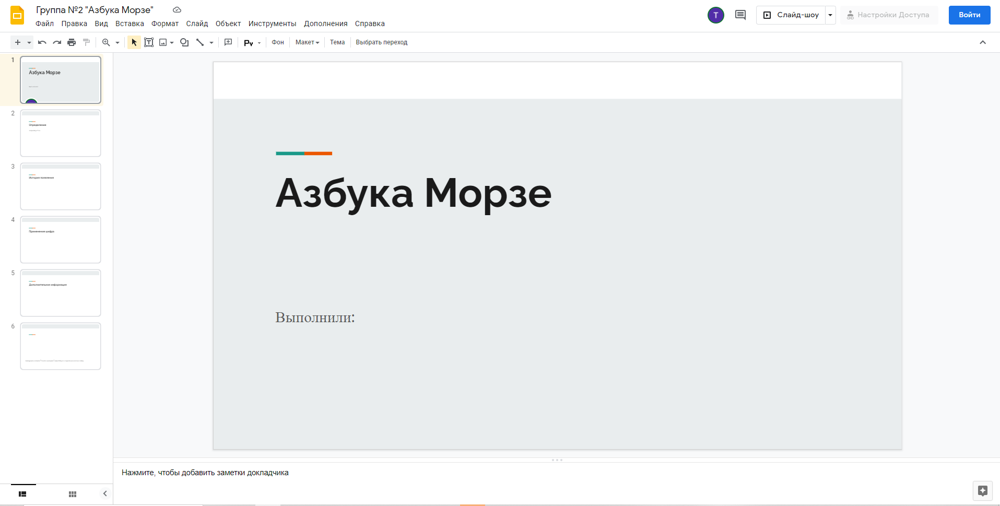 Группа №2 "Азбука Морзе"
Файл Правка Вид Вставка Формат Слайд Объект Инструменты Дополнения Справка
T
Слайд-шоу
Настройки Доступа
Войти
Ру
Фон
Макет
Тема
Выбрать переход
1
Азбука Морзе
2
Определение
3
История появления
4
Применение шифра
5
Дополнительная информация
6
Азбука Морзе
Выполнили:
Нажмите, чтобы добавить заметки докладчика